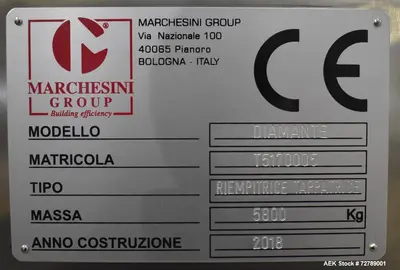 MARCHESINI GROUP
Via Nazionale 100
40065 Pianoro
BOLOGNA - ITALY
®
MARCHESINI
GROUP
Building efficiency
CE
MODELLO DIAMANTE
MATRICOLA
TIPO RIEMPITRICE TAPPATRICE
MASSA 5800 Kg
ANNO COSTRUZIONE 2018
AEK Stock # 72789001